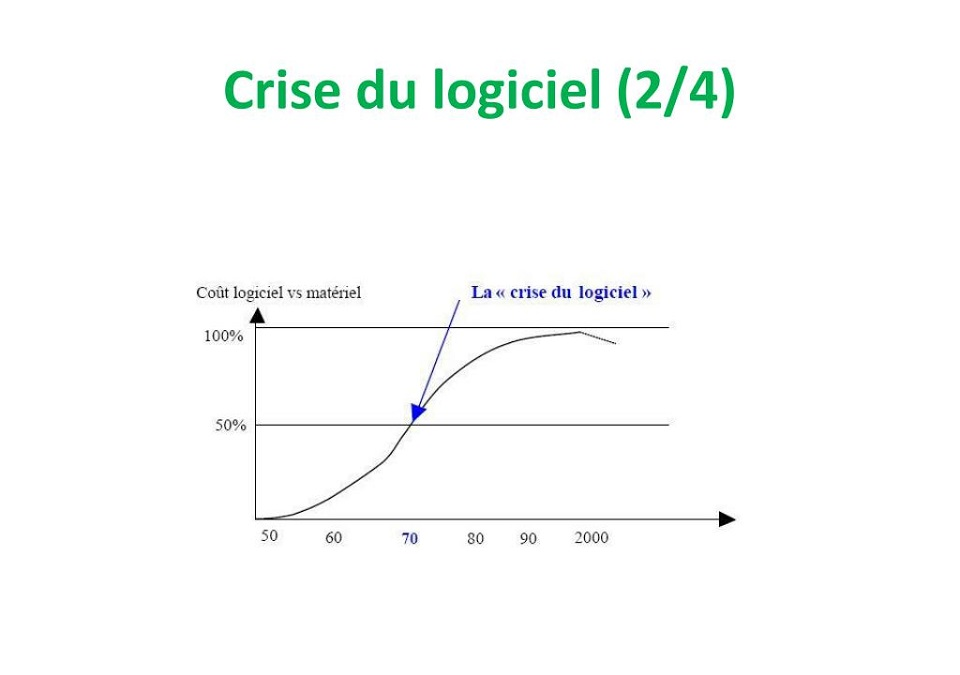 Crise du logiciel (2/4)
Coût logiciel vs matériel
La « crise du logiciel »
100%
50%
50 60 70 80 90 2000